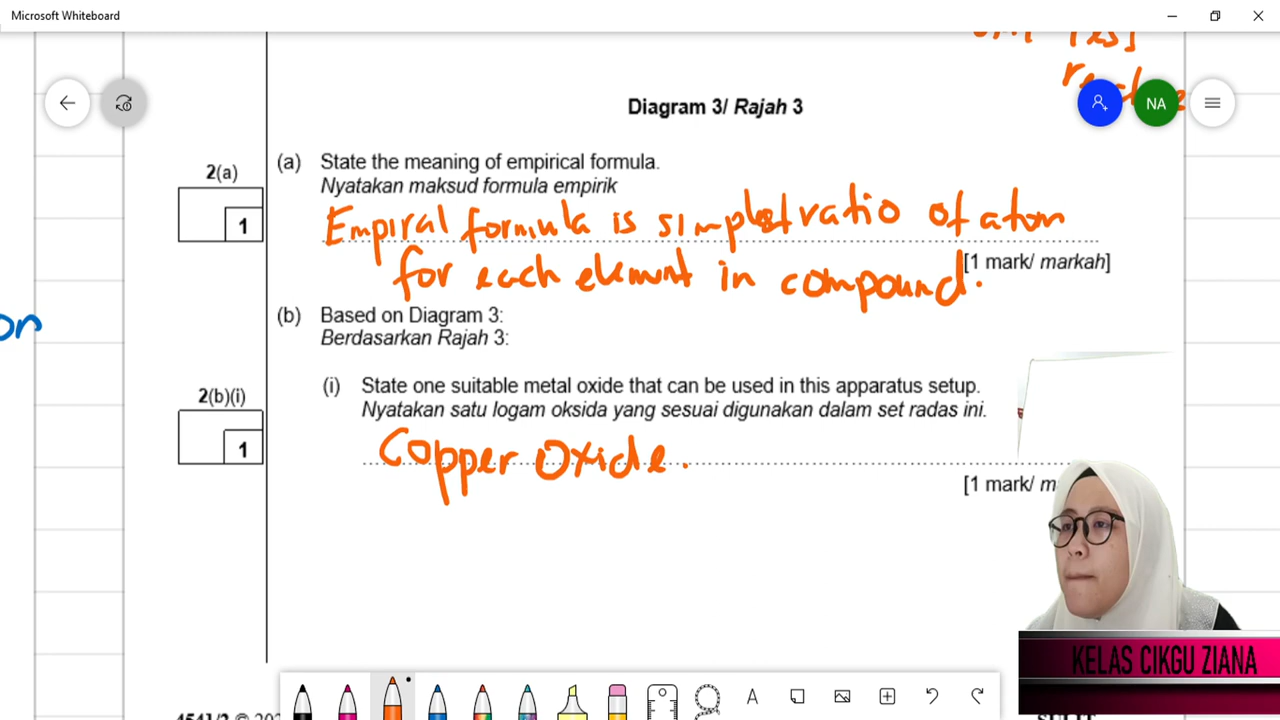 Microsoft Whiteboard
NA
Diagram 3/ Rajah 3
2(a)
(a) State the meaning of empirical formula.
Nyatakan maksud formula empirik
1
Empiral formula is simplest ratio of atom
for each element in compound.
[1 mark/ markah]
(b) Based on Diagram 3:
Berdasarkan Rajah 3:
or
2(b)(i)
(i) State one suitable metal oxide that can be used in this apparatus setup.
Nyatakan satu logam oksida yang sesuai digunakan dalam set radas ini.
1
Copper Oxide.
[1 mark/ m
KELAS CIKGU ZIANA